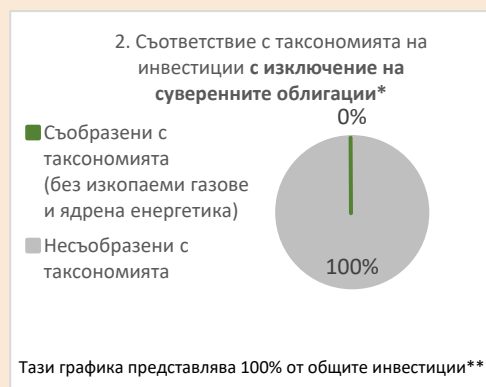 2. Съответствие с таксономията на
инвестиции с изключение на
суверенните облигации*
0%
Съобразени с
таксономията
(без изкопаеми газове
и ядрена енергетика)
Несъобразени с
таксономията
100%
Тази графика представлява 100% от общите инвестиции**